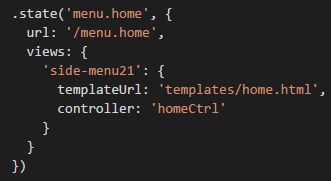 .state('menu.home', {
  url: '/menu.home',
  views: {
    'side-menu21': {
      templateUrl: 'templates/home.html',
      controller: 'homeCtrl'
    }
  }
})